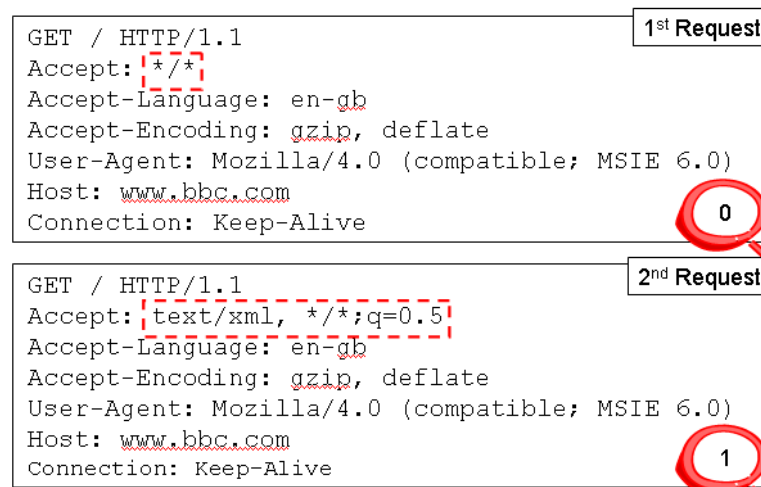 1st Request
GET / HTTP/1.1
Accept: */*
Accept-Language: en-gb
Accept-Encoding: gzip, deflate
User-Agent: Mozilla/4.0 (compatible; MSIE 6.0)
Host: www.bbc.com
Connection: Keep-Alive
0
2nd Request
GET / HTTP/1.1
Accept: text/xml, */*;q=0.5
Accept-Language: en-gb
Accept-Encoding: gzip, deflate
User-Agent: Mozilla/4.0 (compatible; MSIE 6.0)
Host: www.bbc.com
Connection: Keep-Alive
1